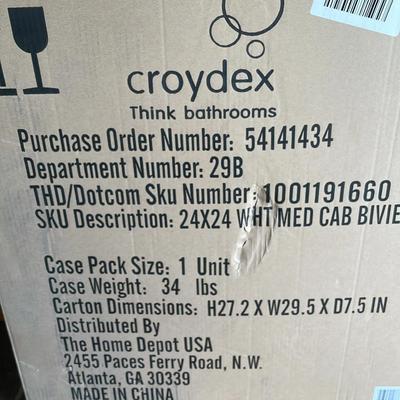 croydex
Think bathrooms
Purchase Order Number: 54141434
Department Number: 29B
THD/Dotcom Sku Number: 1001191660
SKU Description: 24X24 WHT MED CAB BIVIE
Case Pack Size: 1 Unit
Case Weight: 34 lbs
Carton Dimensions: H27.2 X W29.5 X D7.5 IN
Distributed By
The Home Depot USA
2455 Paces Ferry Road, N.W.
Atlanta, GA 30339
MADE IN CHINA